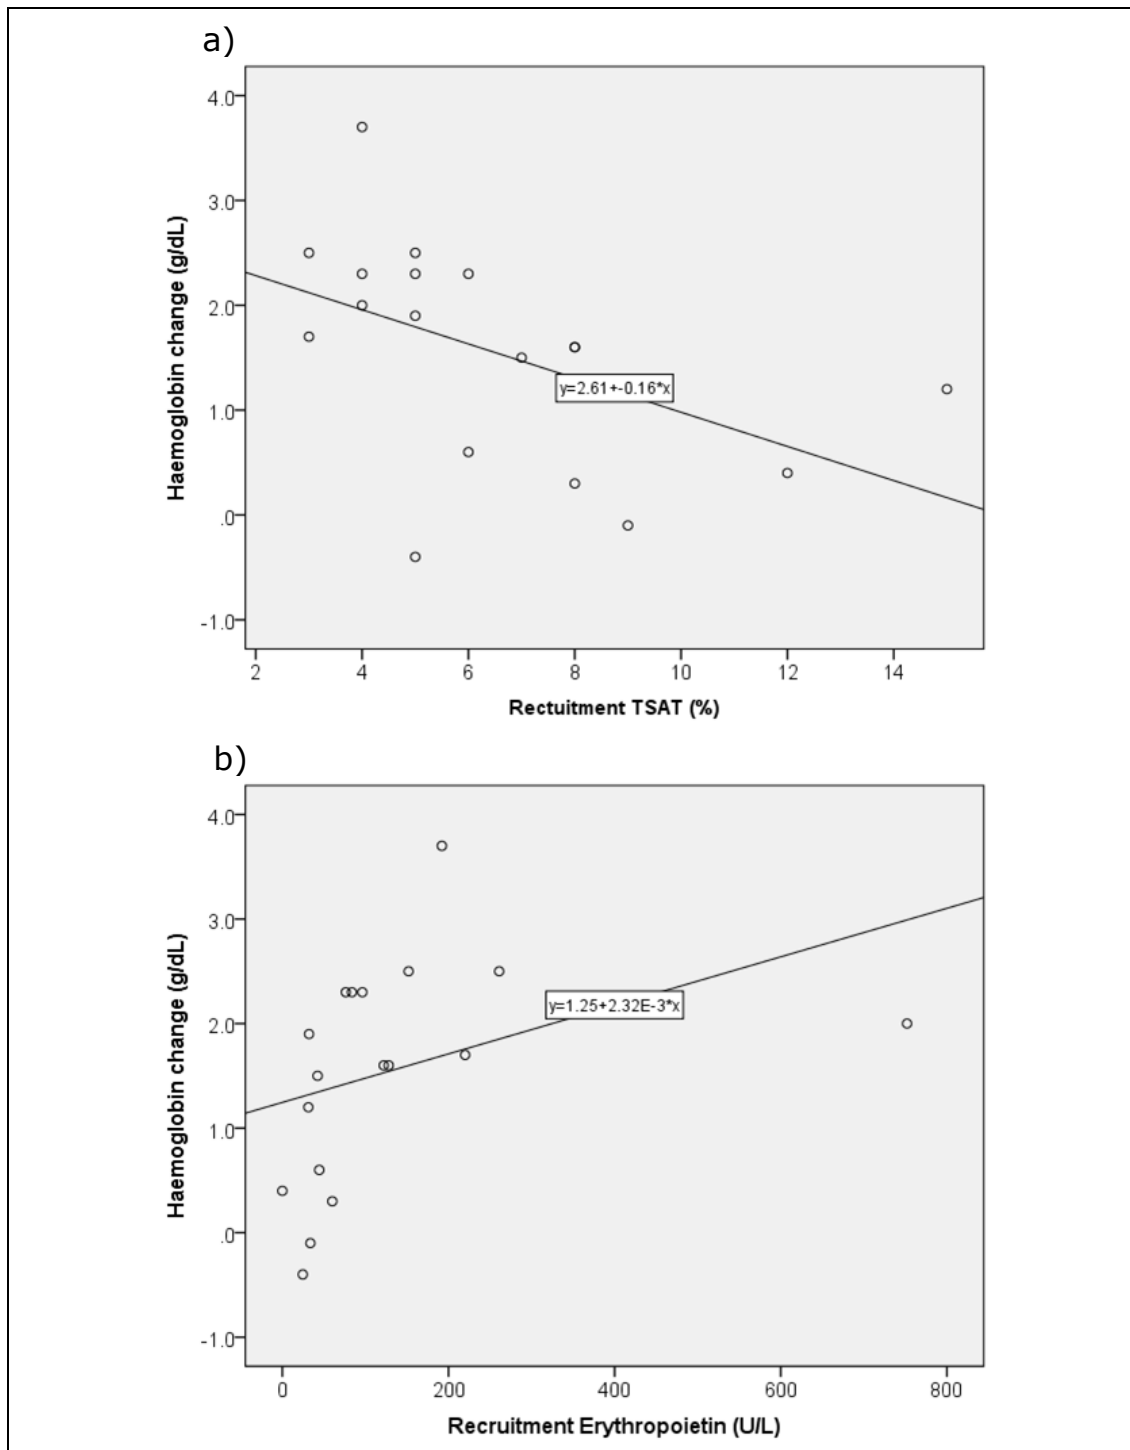 a)
Haemoglobin change (g/dL)
4.0
3.0
2.0
1.0
.0
-1.0
y=2.61+-0.16*x
2 4 6 8 10 12 14
Rectuitment TSAT (%)
b)
Haemoglobin change (g/dL)
4.0
3.0
2.0
1.0
.0
-1.0
y=1.25+2.32E-3*x
0 200 400 600 800
Recruitment Erythropoietin (U/L)